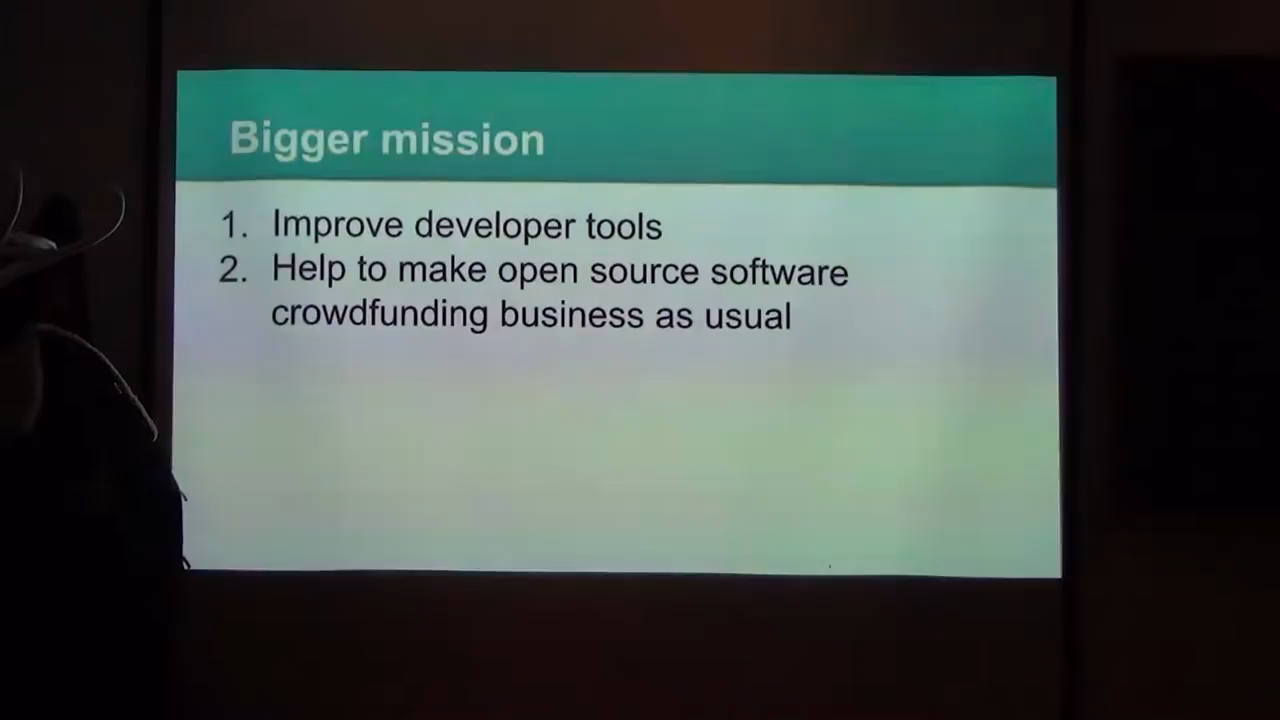 Bigger mission
1. Improve developer tools
2. Help to make open source software
crowdfunding business as usual